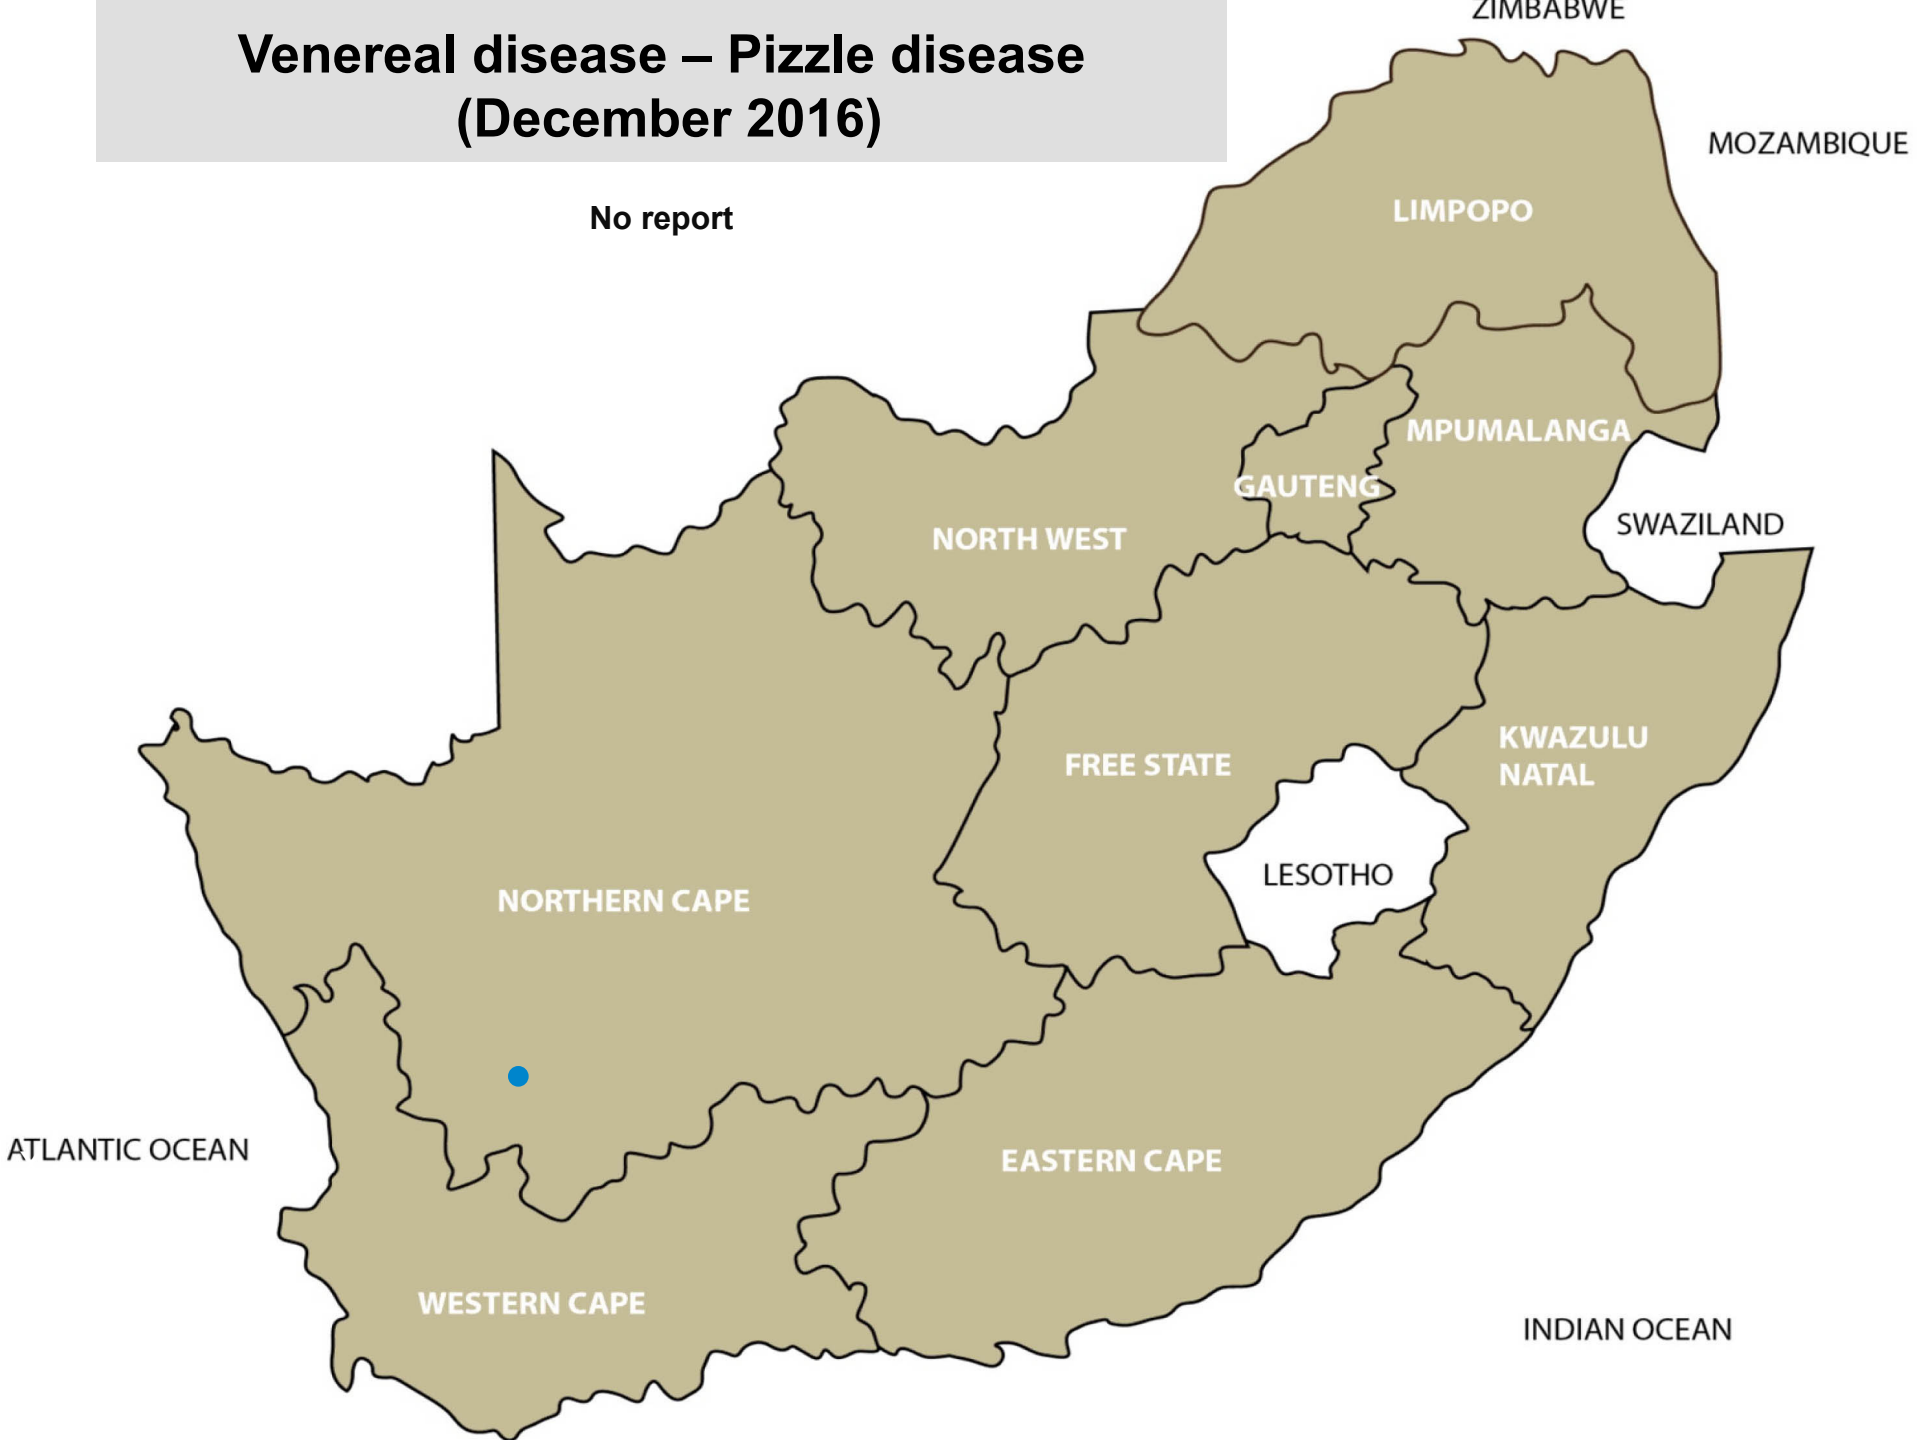 Venereal disease – Pizzle disease
(December 2016)
No report
ZIMBABWE
MOZAMBIQUE
LIMPOPO
MPUMALANGA
GAUTENG
NORTH WEST
SWAZILAND
KWAZULU
NATAL
FREE STATE
LESOTHO
NORTHERN CAPE
ATLANTIC OCEAN
EASTERN CAPE
WESTERN CAPE
INDIAN OCEAN